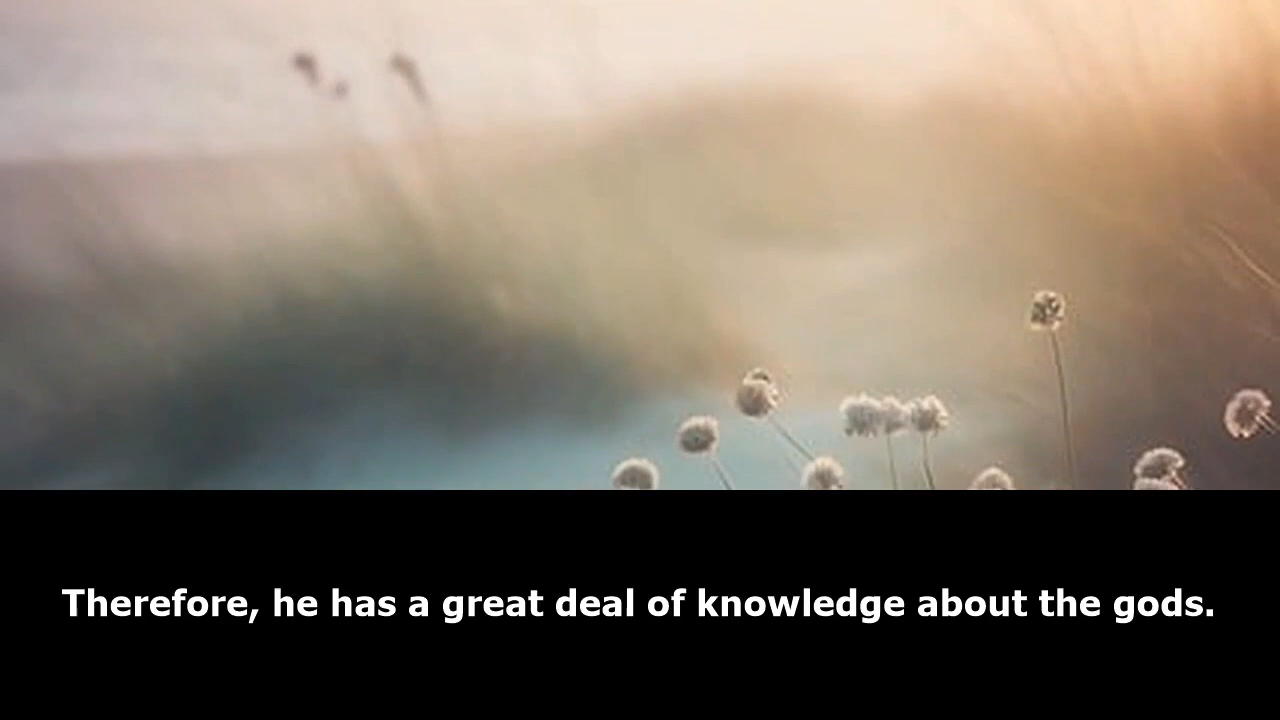 Therefore, he has a great deal of knowledge about the gods.